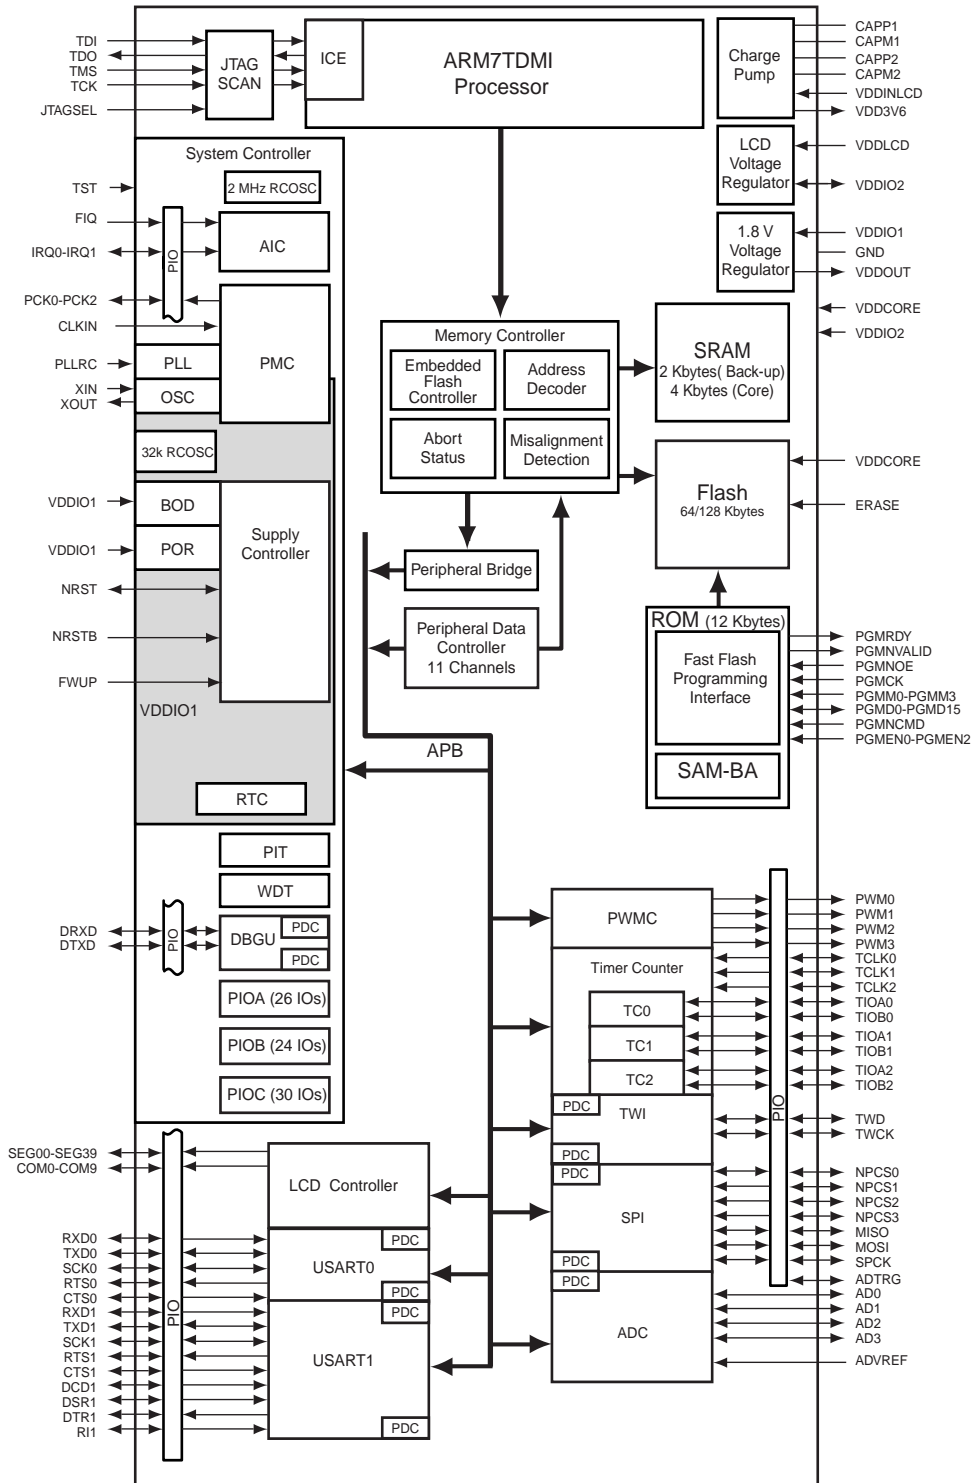 TDI
TDO
TMS
TCK
JTAGSEL
JTAG
SCAN
ICE
ARM7TDMI
Processor
Charge
Pump
CAPP1
CAPM1
CAPP2
CAPM2
VDDINLCD
VDD3V6
LCD
Voltage
Regulator
VDDLCD
VDDIO2
1.8 V
Voltage
Regulator
VDDIO1
GND
VDDOUT
VDDCORE
VDDIO2
System Controller
TST
2 MHz RCOSC
FIQ
IRQ0-IRQ1
PIO
AIC
PCK0-PCK2
CLKIN
PMC
PLLRC
PLL
XIN
XOUT
OSC
32k RCOSC
VDDIO1
BOD
Supply
Controller
VDDIO1
POR
NRST
NRSTB
FWUP
VDDIO1
RTC
PIT
WDT
DRXD
DTXD
PIO
DBGU
PDC
PDC
PIOA (26 IOs)
PIOB (24 IOs)
PIOC (30 IOs)
Memory Controller
Embedded
Flash
Controller
Address
Decoder
Abort
Status
Misalignment
Detection
SRAM
2 Kbytes( Back-up)
4 Kbytes (Core)
Flash
64/128 Kbytes
VDDCORE
ERASE
Peripheral Bridge
Peripheral Data
Controller
11 Channels
APB
ROM (12 Kbytes)
Fast Flash
Programming
Interface
SAM-BA
PGMRDY
PGMNVALID
PGMNOE
PGMCK
PGMM0-PGMM3
PGMD0-PGMD15
PGMNCMD
PGMEN0-PGMEN2
PWMC
Timer Counter
TC0
TC1
TC2
PDC
TWI
PDC
PDC
SPI
PDC
PDC
ADC
PIO
PWM0
PWM1
PWM2
PWM3
TCLK0
TCLK1
TCLK2
TIOA0
TIOB0
TIOA1
TIOB1
TIOA2
TIOB2
TWD
TWCK
NPCS0
NPCS1
NPCS2
NPCS3
MISO
MOSI
SPCK
ADTRG
AD0
AD1
AD2
AD3
ADVREF
SEG00-SEG39
COM0-COM9
RXD0
TXD0
SCK0
RTS0
CTS0
RXD1
TXD1
SCK1
RTS1
CTS1
DCD1
DSR1
DTR1
RI1
PIO
LCD Controller
PDC
USART0
PDC
PDC
USART1
PDC